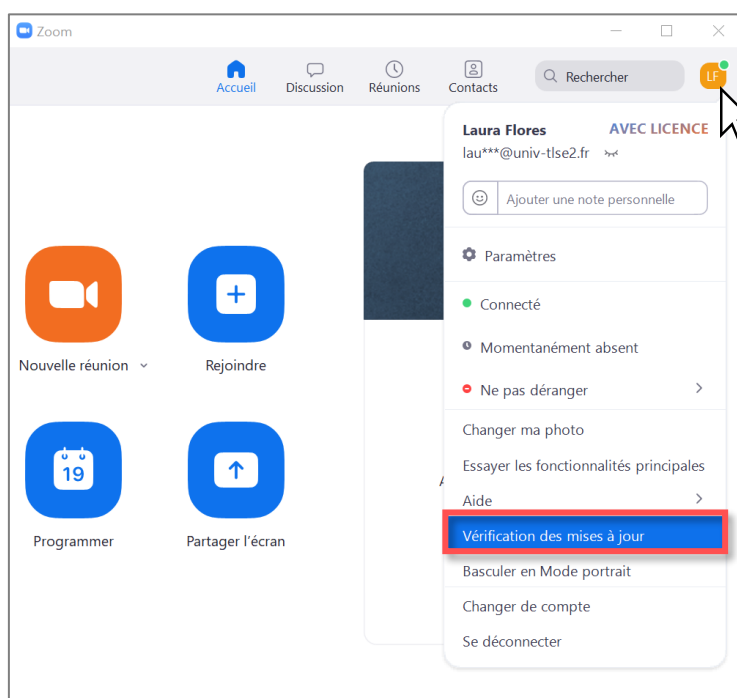 Zoom
Accueil
Discussion
Réunions
Contacts
Rechercher
LF
Laura Flores AVEC LICENCE
lau***@univ-tlse2.fr
Ajouter une note personnelle
Paramètres
Connecté
Momentanément absent
Ne pas déranger
Changer ma photo
Essayer les fonctionnalités principales
Aide
Vérification des mises à jour
Basculer en Mode portrait
Changer de compte
Se déconnecter
Nouvelle réunion
Rejoindre
19
Programmer
Partager l'écran
A